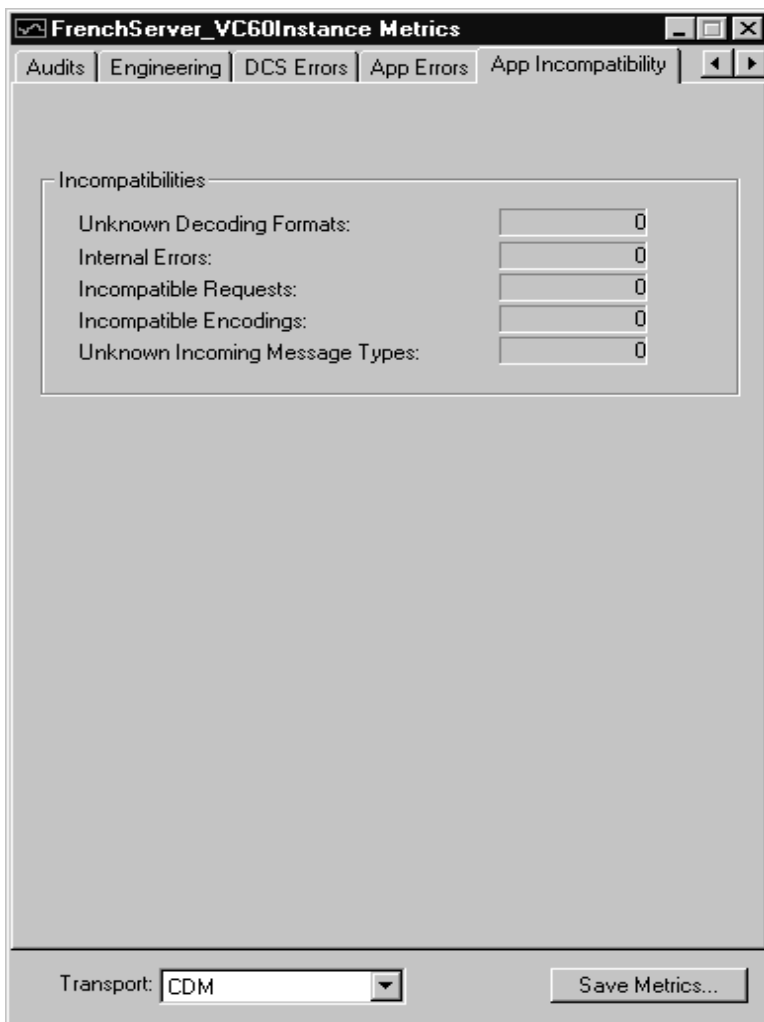 FrenchServer_VC60Instance Metrics
Audits Engineering DCS Errors App Errors App Incompatibility
Incompatibilities
Unknown Decoding Formats: 0
Internal Errors: 0
Incompatible Requests: 0
Incompatible Encodings: 0
Unknown Incoming Message Types: 0
Transport: CDM Save Metrics...